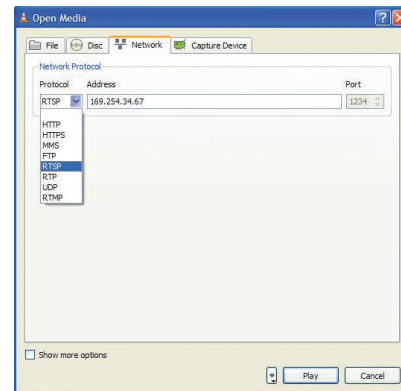 Open Media
File Disc Network Capture Device
Network Protocol
Protocol Address Port
RTSP 169.254.34.67 1234
HTTP
HTTPS
MMS
FTP
RTSP
RTP
UDP
RTMP
Show more options
Play Cancel